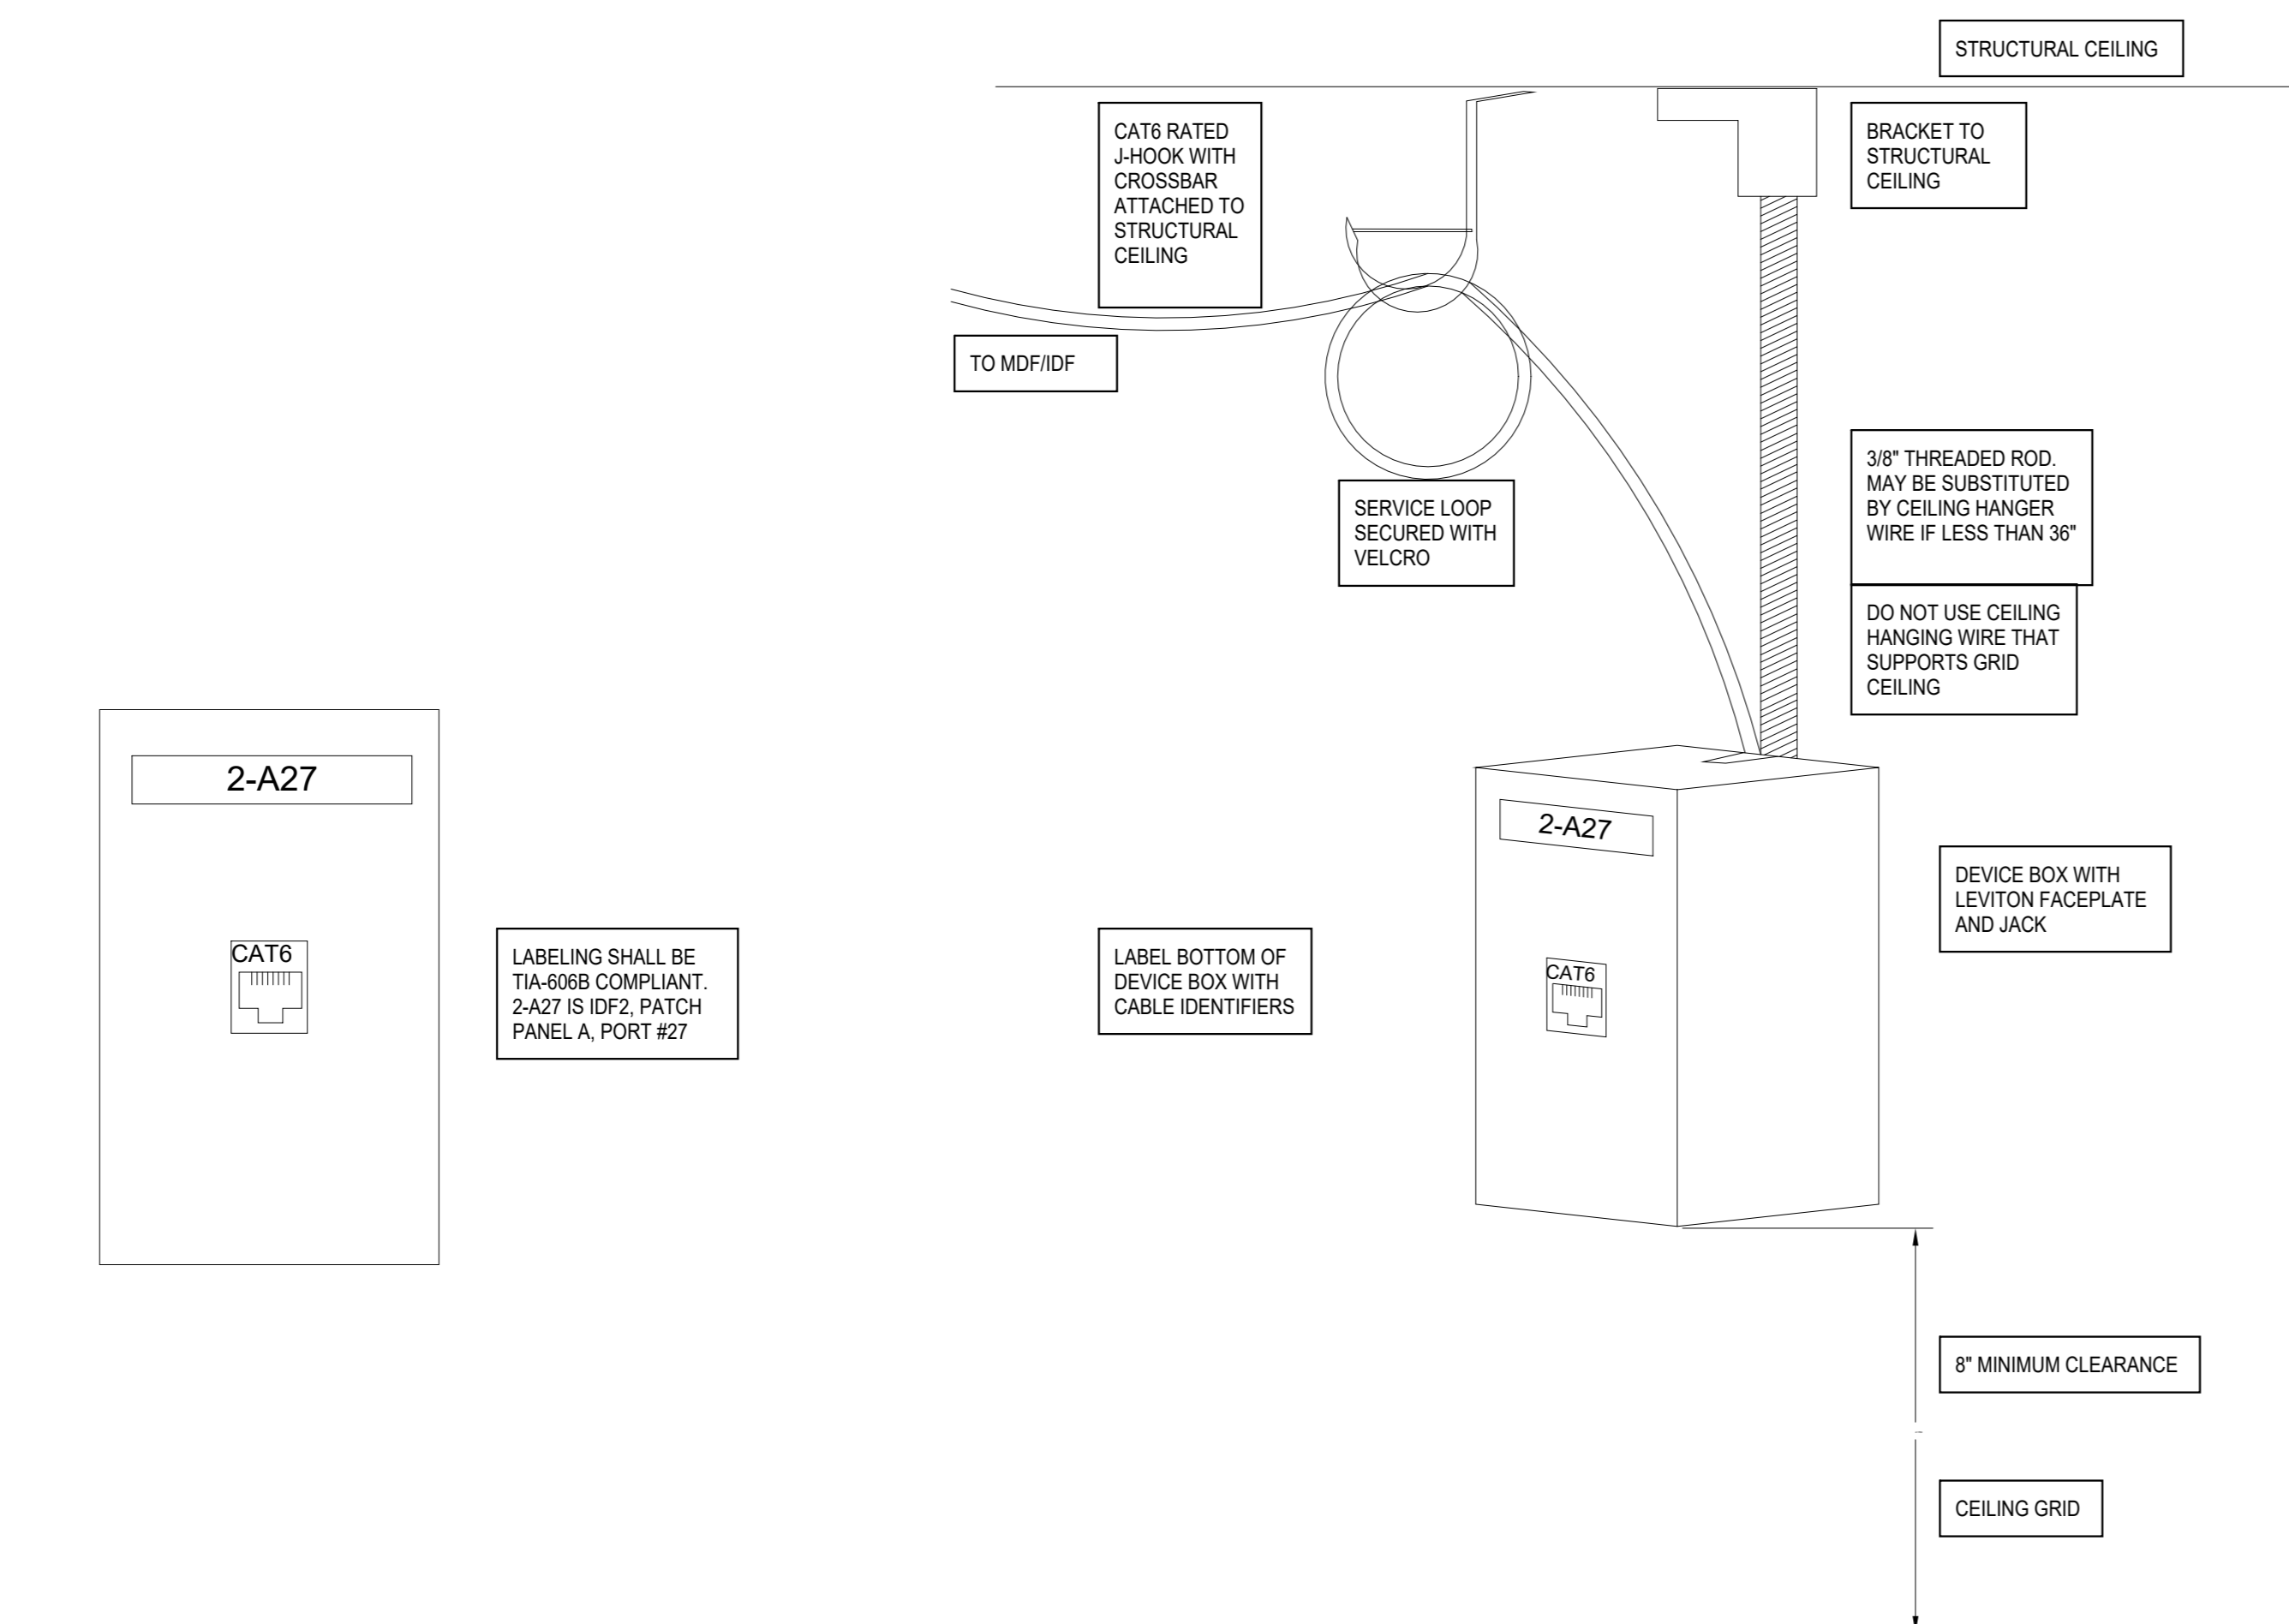 STRUCTURAL CEILING
CAT6 RATED
J-HOOK WITH
CROSSBAR
ATTACHED TO
STRUCTURAL
CEILING
BRACKET TO
STRUCTURAL
CEILING
TO MDF/IDF
3/8" THREADED ROD.
MAY BE SUBSTITUTED
BY CEILING HANGER
WIRE IF LESS THAN 36"
SERVICE LOOP
SECURED WITH
VELCRO
DO NOT USE CEILING
HANGING WIRE THAT
SUPPORTS GRID
CEILING
2-A27
CAT6
LABELING SHALL BE
TIA-606B COMPLIANT.
2-A27 IS IDF2, PATCH
PANEL A, PORT #27
LABEL BOTTOM OF
DEVICE BOX WITH
CABLE IDENTIFIERS
2-A27
CAT6
DEVICE BOX WITH
LEVITON FACEPLATE
AND JACK
8" MINIMUM CLEARANCE
CEILING GRID